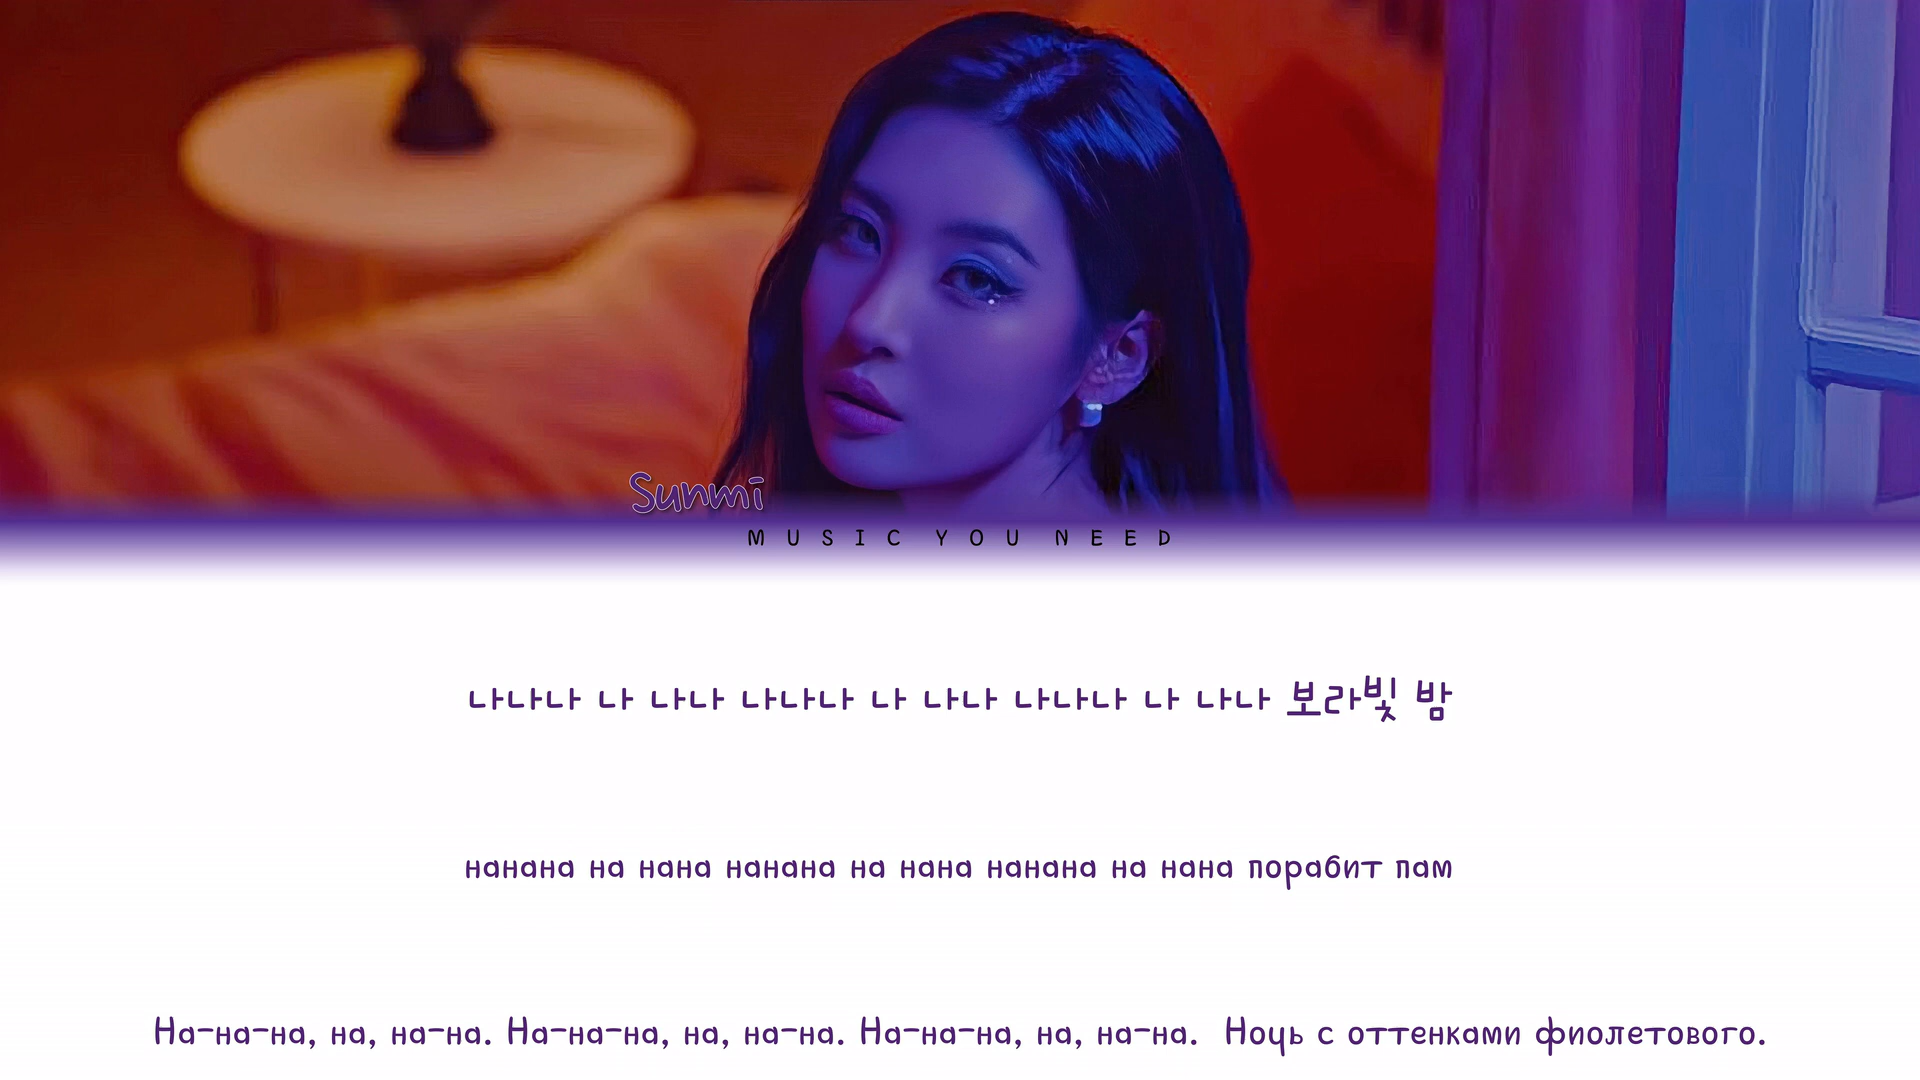 Sunmi
MUSIC YOU NEED
나나나 나 나나 나나나 나 나나 나나나 나 나나 보라빛 밤
нанана на нана нанана на нана нанана на нана порабит пам
На-на-на, на, на-на. На-на-на, на, на-на. На-на-на, на, на-на. Ночь с оттенками фиолетового.